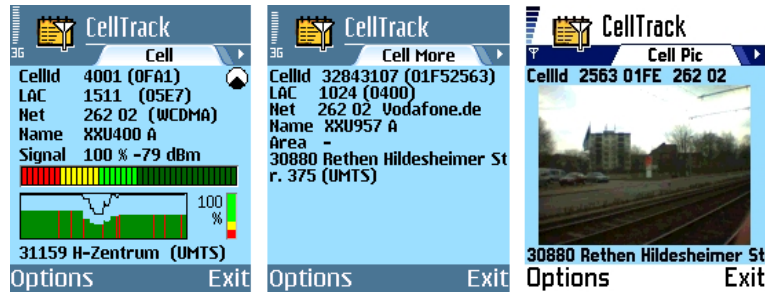 CellTrack
3G
Cell
CellId 4001 (0FA1)
LAC 1511 (05E7)
Net 262 02 (WCDMA)
Name XXU400 A
Signal 100 % -79 dBm
100
%
31159 H-Zentrum (UMTS)
Options Exit
CellTrack
3G
Cell More
CellId 32843107 (01F52563)
LAC 1024 (0400)
Net 262 02 Vodafone.de
Name XXU957 A
Area -
30880 Rethen Hildesheimer St
r. 375 (UMTS)
Options Exit
CellTrack
Cell Pic
CellId 2563 01FE 262 02
30880 Rethen Hildesheimer St
Options Exit